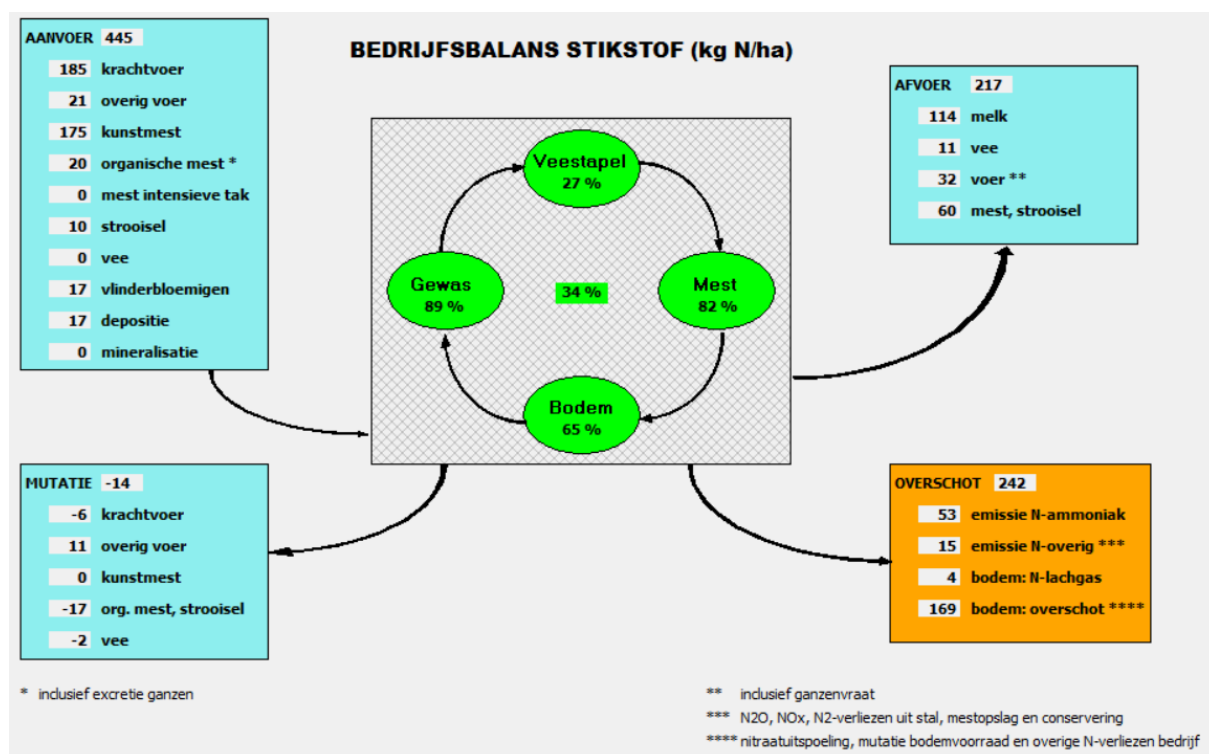 BEDRIJFSBALANS STIKSTOF (kg N/ha)
AANVOER 445
185 krachtvoer
21 overig voer
175 kunstmest
20 organische mest *
0 mest intensieve tak
10 strooisel
0 vee
17 vlinderbloemigen
17 depositie
0 mineralisatie
Veestapel
27 %
Gewas
89 %
34 %
Mest
82 %
Bodem
65 %
AFVOER 217
114 melk
11 vee
32 voer **
60 mest, strooisel
MUTATIE -14
-6 krachtvoer
11 overig voer
0 kunstmest
-17 org. mest, strooisel
-2 vee
OVERSCHOT 242
53 emissie N-ammoniak
15 emissie N-overig ***
4 bodem: N-lachgas
169 bodem: overschot ****
* inclusief excretie ganzen
** inclusief ganzenvraat
*** N2O, NOx, N2-verliezen uit stal, mestopslag en conservering
**** nitraatuitspoeling, mutatie bodemvoorraad en overige N-verliezen bedrijf